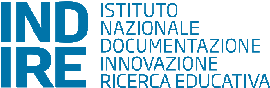 INDIRE
ISTITUTO
NAZIONALE
DOCUMENTAZIONE
INNOVAZIONE
RICERCA EDUCATIVA